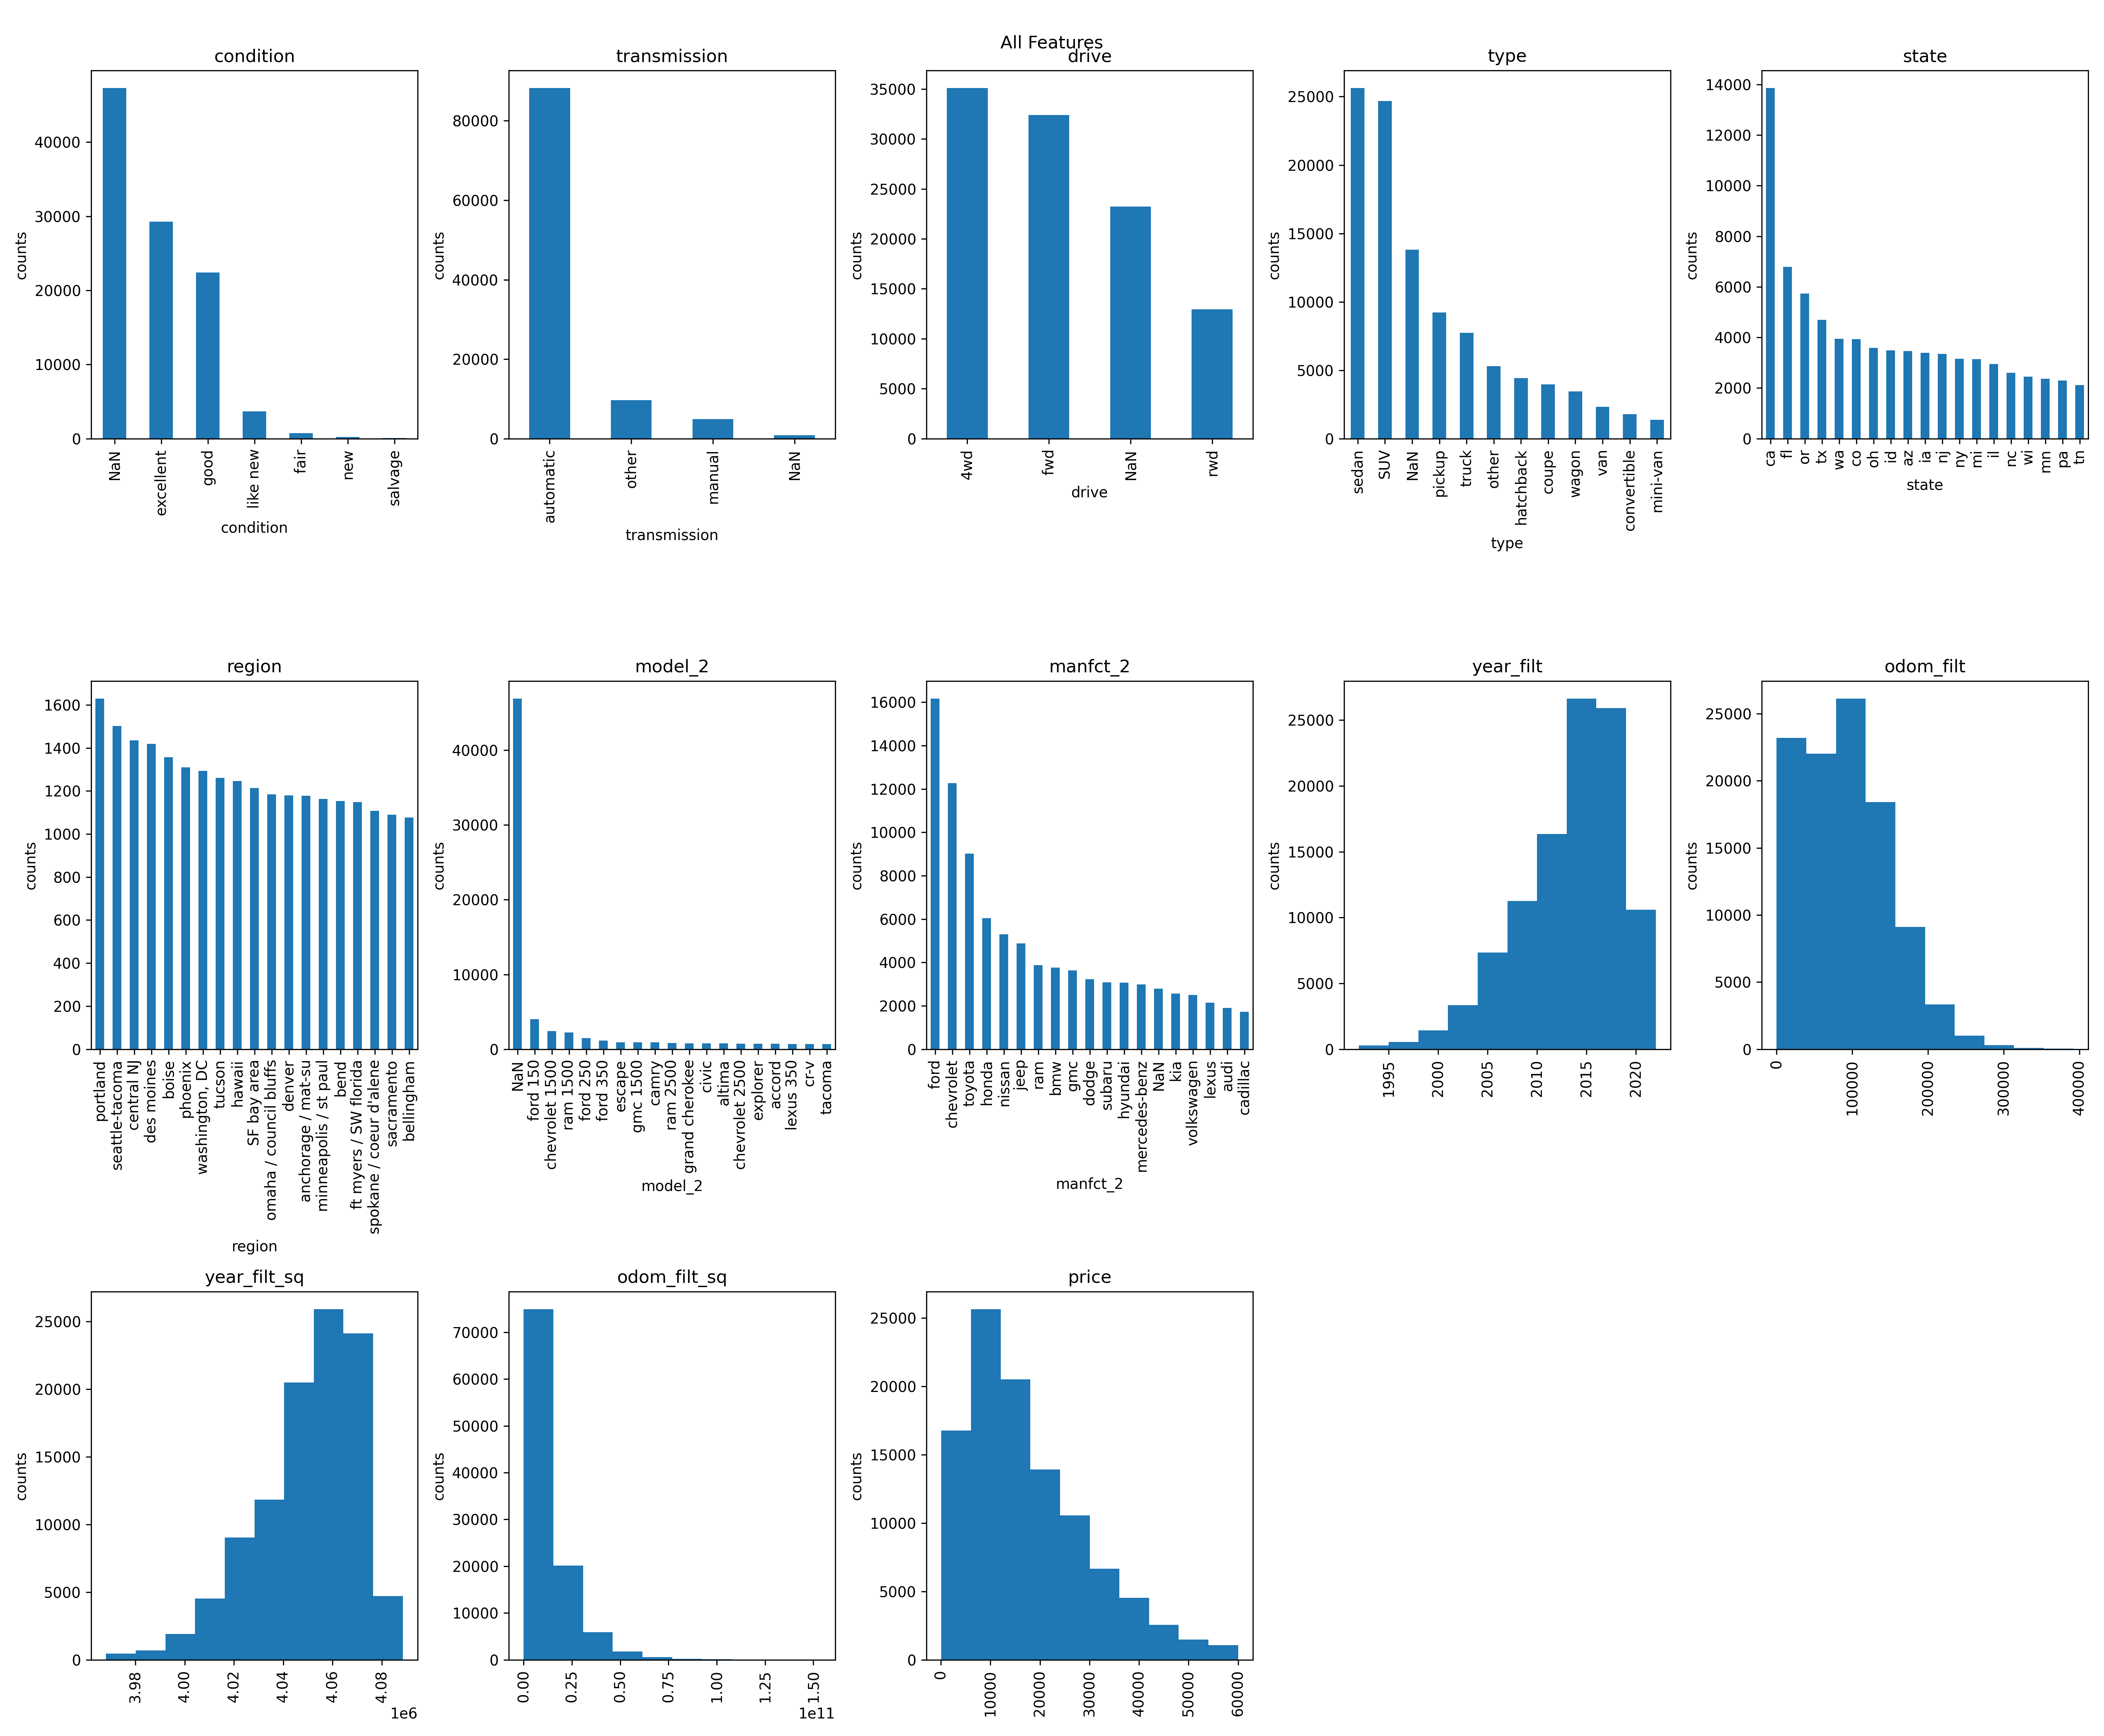 All Features
condition
counts
40000
30000
20000
10000
0
NaN
excellent
good
like new
fair
new
salvage
condition
transmission
counts
80000
60000
40000
20000
0
automatic
other
manual
NaN
transmission
drive
counts
35000
30000
25000
20000
15000
10000
5000
0
4wd
fwd
NaN
rwd
drive
type
counts
25000
20000
15000
10000
5000
0
sedan
SUV
NaN
pickup
truck
other
hatchback
coupe
wagon
van
convertible
mini-van
type
state
counts
14000
12000
10000
8000
6000
4000
2000
0
ca
fl
or
tx
wa
co
oh
id
az
ia
nj
ny
mi
il
nc
wi
mn
pa
tn
state
region
counts
1600
1400
1200
1000
800
600
400
200
0
portland
seattle-tacoma
central NJ
des moines
boise
phoenix
washington, DC
tucson
hawaii
SF bay area
omaha / council bluffs
denver
anchorage / mat-su
minneapolis / st paul
bend
ft myers / SW florida
spokane / coeur d'alene
sacramento
bellingham
region
model_2
counts
40000
30000
20000
10000
0
NaN
ford 150
chevrolet 1500
ram 1500
ford 250
ford 350
escape
gmc 1500
camry
ram 2500
grand cherokee
civic
altima
chevrolet 2500
explorer
accord
lexus 350
cr-v
tacoma
model_2
manfct_2
counts
16000
14000
12000
10000
8000
6000
4000
2000
0
ford
chevrolet
toyota
honda
nissan
jeep
ram
bmw
gmc
dodge
subaru
hyundai
mercedes-benz
NaN
kia
volkswagen
lexus
audi
cadillac
manfct_2
year_filt
counts
25000
20000
15000
10000
5000
0
1995
2000
2005
2010
2015
2020
odom_filt
counts
25000
20000
15000
10000
5000
0
0
100000
200000
300000
400000
year_filt_sq
counts
25000
20000
15000
10000
5000
0
3.98
4.00
4.02
4.04
4.06
4.08
1e6
odom_filt_sq
counts
70000
60000
50000
40000
30000
20000
10000
0
0.00
0.25
0.50
0.75
1.00
1.25
1.50
1e11
price
counts
25000
20000
15000
10000
5000
0
0
10000
20000
30000
40000
50000
60000